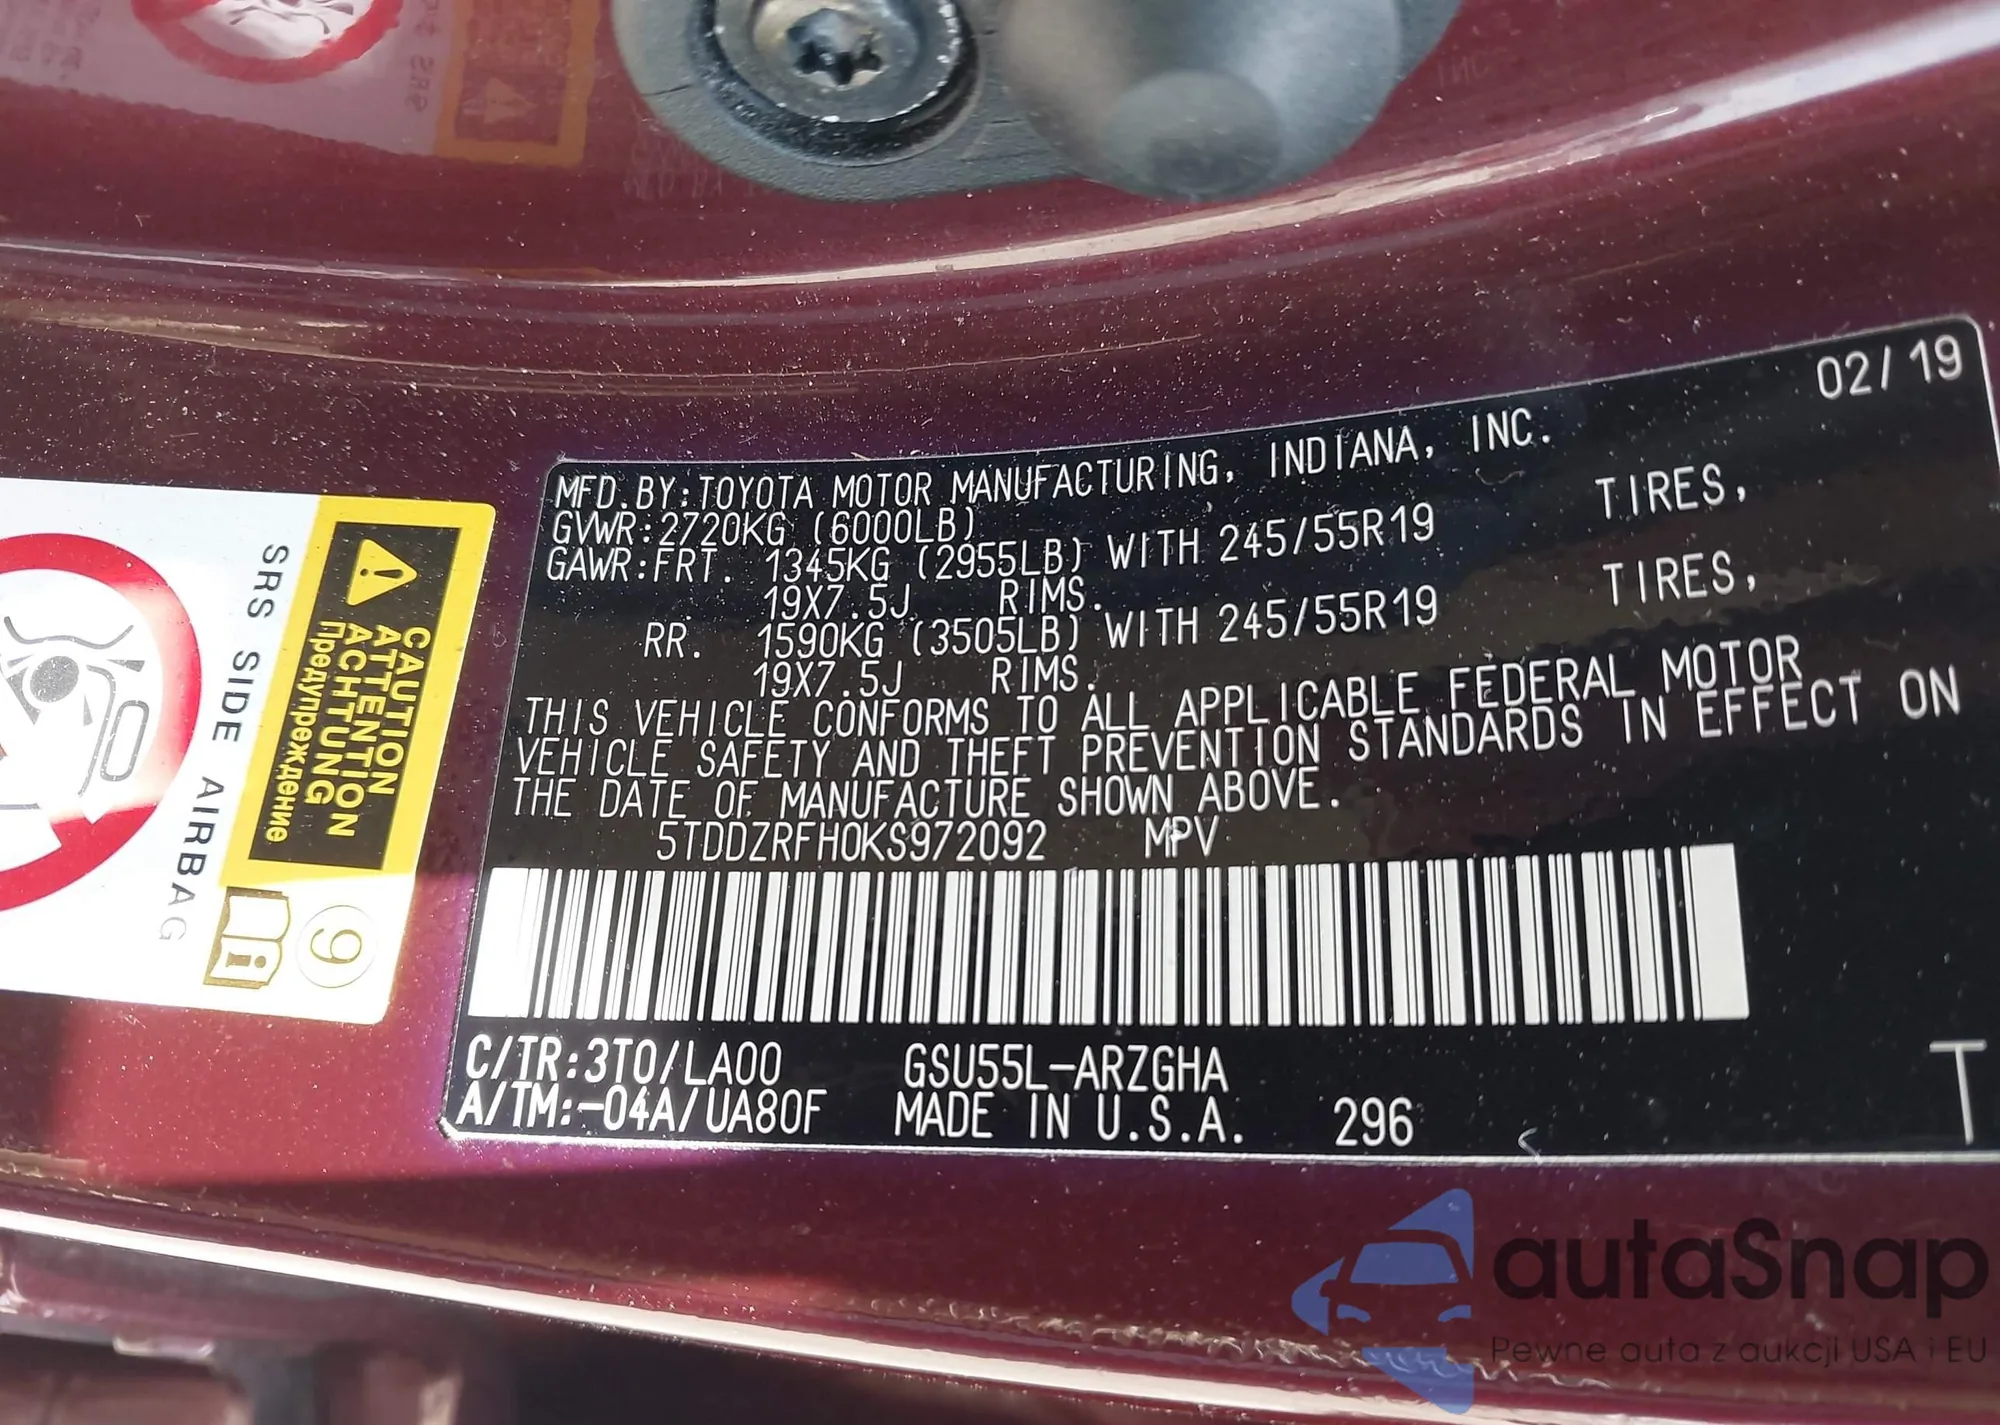 02/19
MFD.BY:TOYOTA MOTOR MANUFACTURING, INDIANA, INC.
GVWR:2720KG (6000LB)
GAWR:FRT. 1345KG (2955LB) WITH 245/55R19 TIRES,
19X7.5J RIMS.
RR. 1590KG (3505LB) WITH 245/55R19 TIRES,
19X7.5J RIMS.
THIS VEHICLE CONFORMS TO ALL APPLICABLE FEDERAL MOTOR
VEHICLE SAFETY AND THEFT PREVENTION STANDARDS IN EFFECT ON
THE DATE OF MANUFACTURE SHOWN ABOVE.
5TDDZRFH0KS972092 MPV
C/TR:3T0/LA00 GSU55L-ARZGHA
A/TM:-04A/UA80F MADE IN U.S.A. 296
T
CAUTION
ATTENTION
ACHTUNG
Предупреждение
SRS SIDE AIRBAG
i
9
autaSnap
Pewne auta z aukcji USA i EU